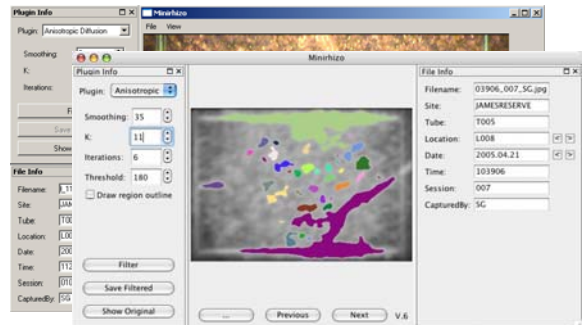 Plugin Info
Minirhizo
Plugin: Anisotropic Diffusion
File View
Smoothing:
K:
Iterations:
Save
Show
File Info
Filename:
Site:
Tube:
Location:
Date:
Time:
Session:
CapturedBy: SG
Minirhizo
Plugin Info
Plugin: Anisotropic
Smoothing: 35
K: 11
Iterations: 6
Threshold: 180
Draw region outline
Filter
Save Filtered
Show Original
... Previous Next V.6
File Info
Filename: 03906_007_SG.jpg
Site: JAMESRESERVE
Tube: T005
Location: L008 < >
Date: 2005.04.21 < >
Time: 103906
Session: 007
CapturedBy: SG